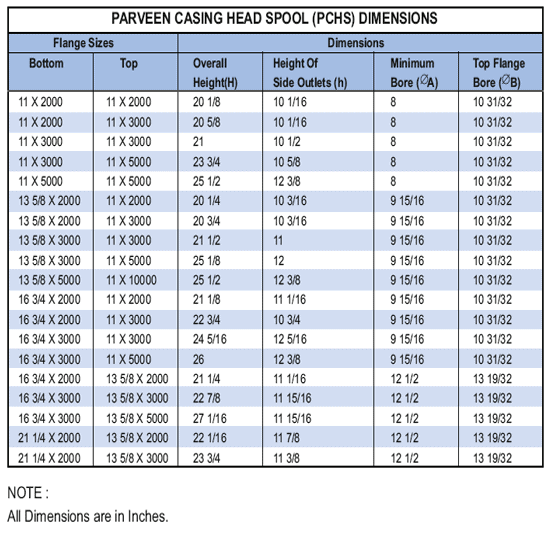 PARVEEN CASING HEAD SPOOL (PCHS) DIMENSIONS
Flange Sizes Dimensions
Bottom Top Overall Height(H) Height Of Side Outlets (h) Minimum Bore (∅A) Top Flange Bore (∅B)
11 X 2000 11 X 2000 20 1/8 10 1/16 8 10 31/32
11 X 2000 11 X 3000 20 5/8 10 1/16 8 10 31/32
11 X 3000 11 X 3000 21 10 1/2 8 10 31/32
11 X 3000 11 X 5000 23 3/4 10 5/8 8 10 31/32
11 X 5000 11 X 5000 25 1/2 12 3/8 8 10 31/32
13 5/8 X 2000 11 X 2000 20 1/4 10 3/16 9 15/16 10 31/32
13 5/8 X 2000 11 X 3000 20 3/4 10 3/16 9 15/16 10 31/32
13 5/8 X 3000 11 X 3000 21 1/2 11 9 15/16 10 31/32
13 5/8 X 3000 11 X 5000 25 1/8 12 9 15/16 10 31/32
13 5/8 X 5000 11 X 10000 25 1/2 12 3/8 9 15/16 10 31/32
16 3/4 X 2000 11 X 2000 21 1/8 11 1/16 9 15/16 10 31/32
16 3/4 X 2000 11 X 3000 22 3/4 10 3/4 9 15/16 10 31/32
16 3/4 X 3000 11 X 3000 24 5/16 12 5/16 9 15/16 10 31/32
16 3/4 X 3000 11 X 5000 26 12 3/8 9 15/16 10 31/32
16 3/4 X 2000 13 5/8 X 2000 21 1/4 11 1/16 12 1/2 13 19/32
16 3/4 X 3000 13 5/8 X 3000 22 7/8 11 15/16 12 1/2 13 19/32
16 3/4 X 3000 13 5/8 X 5000 27 1/16 11 15/16 12 1/2 13 19/32
21 1/4 X 2000 13 5/8 X 2000 22 1/16 11 7/8 12 1/2 13 19/32
21 1/4 X 2000 13 5/8 X 3000 23 3/4 11 3/8 12 1/2 13 19/32
NOTE :
All Dimensions are in Inches.